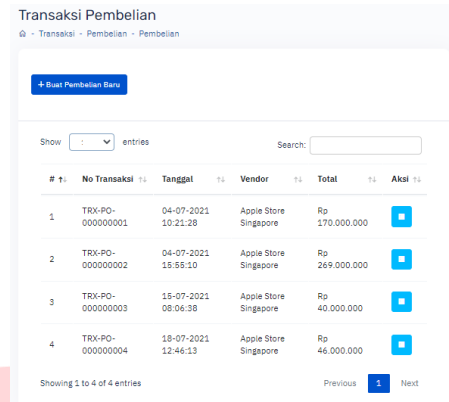 Transaksi Pembelian
- Transaksi - Pembelian - Pembelian
+ Buat Pembelian Baru
Show : entries Search:
# No Transaksi Tanggal Vendor Total Aksi
1 TRX-PO-000000001 04-07-2021 10:21:28 Apple Store Singapore Rp 170.000.000
2 TRX-PO-000000002 04-07-2021 15:55:10 Apple Store Singapore Rp 269.000.000
3 TRX-PO-000000003 15-07-2021 08:06:38 Apple Store Singapore Rp 40.000.000
4 TRX-PO-000000004 18-07-2021 12:46:13 Apple Store Singapore Rp 46.000.000
Showing 1 to 4 of 4 entries Previous 1 Next